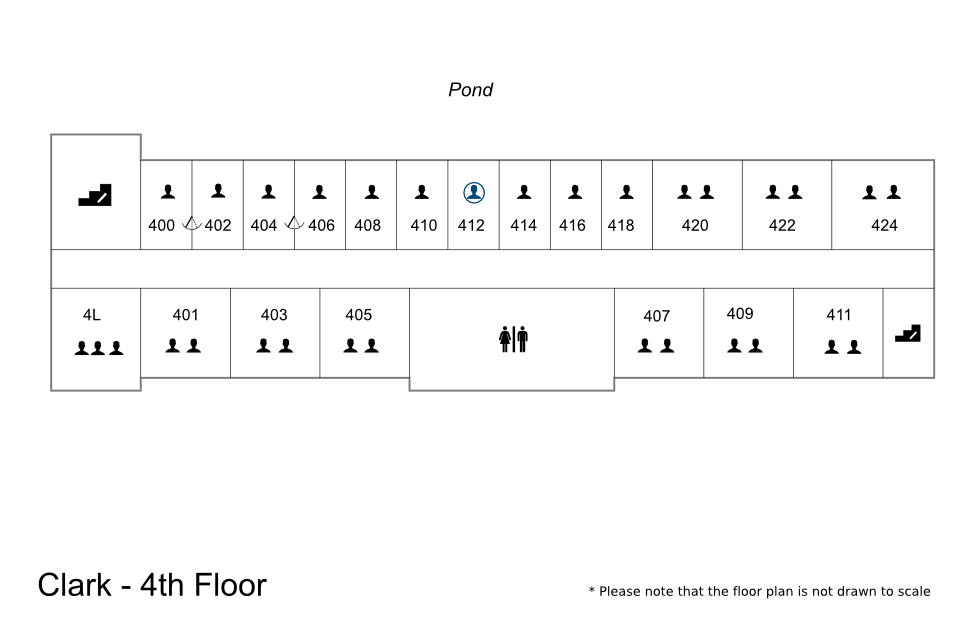 Pond
400 402 404 406 408 410 412 414 416 418 420 422 424
4L 401 403 405 407 409 411
Clark - 4th Floor
* Please note that the floor plan is not drawn to scale